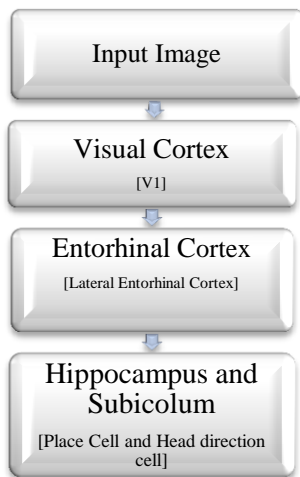 Input Image
Visual Cortex
[V1]
Entorhinal Cortex
[Lateral Entorhinal Cortex]
Hippocampus and
Subicolum
[Place Cell and Head direction
cell]